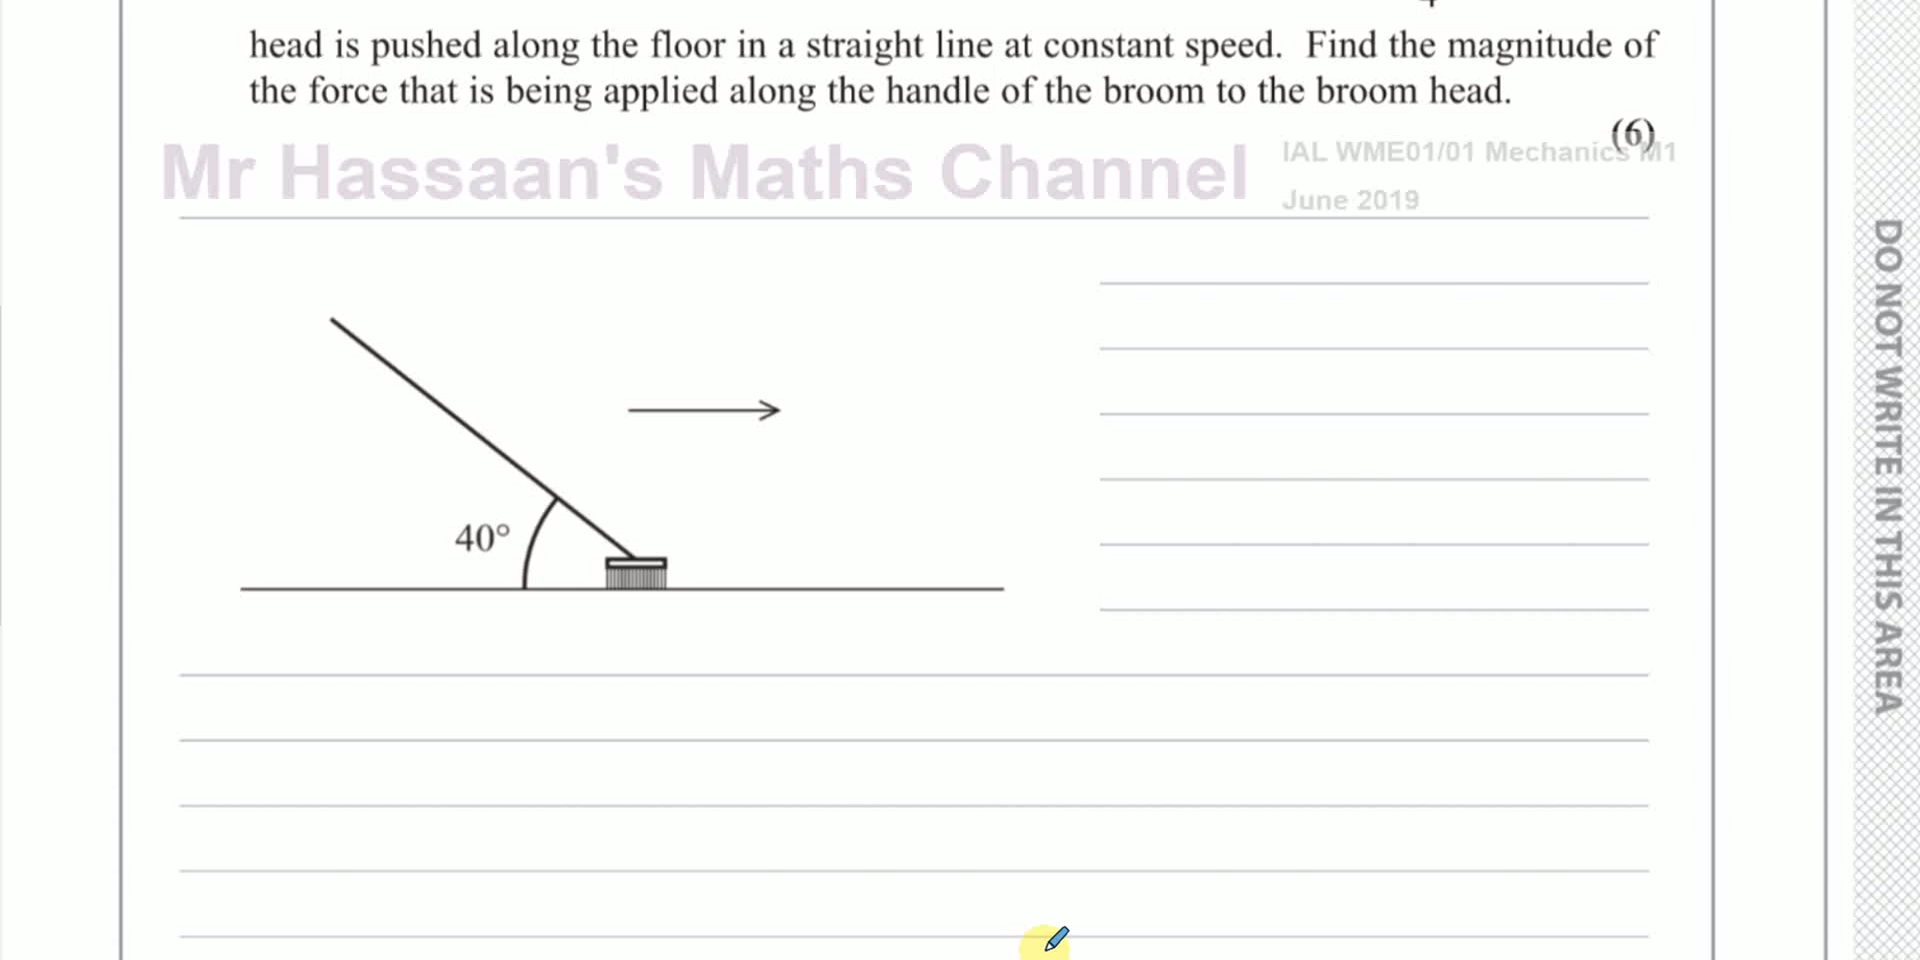 head is pushed along the floor in a straight line at constant speed. Find the magnitude of
the force that is being applied along the handle of the broom to the broom head.
(6)
Mr Hassaan's Maths Channel
IAL WME01/01 Mechanics M1
June 2019
40°
DO NOT WRITE IN THIS AREA